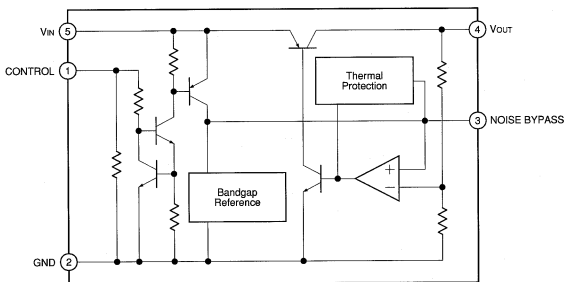 VIN 5
4 VOUT
CONTROL 1
Thermal
Protection
3 NOISE BYPASS
+
−
Bandgap
Reference
GND 2